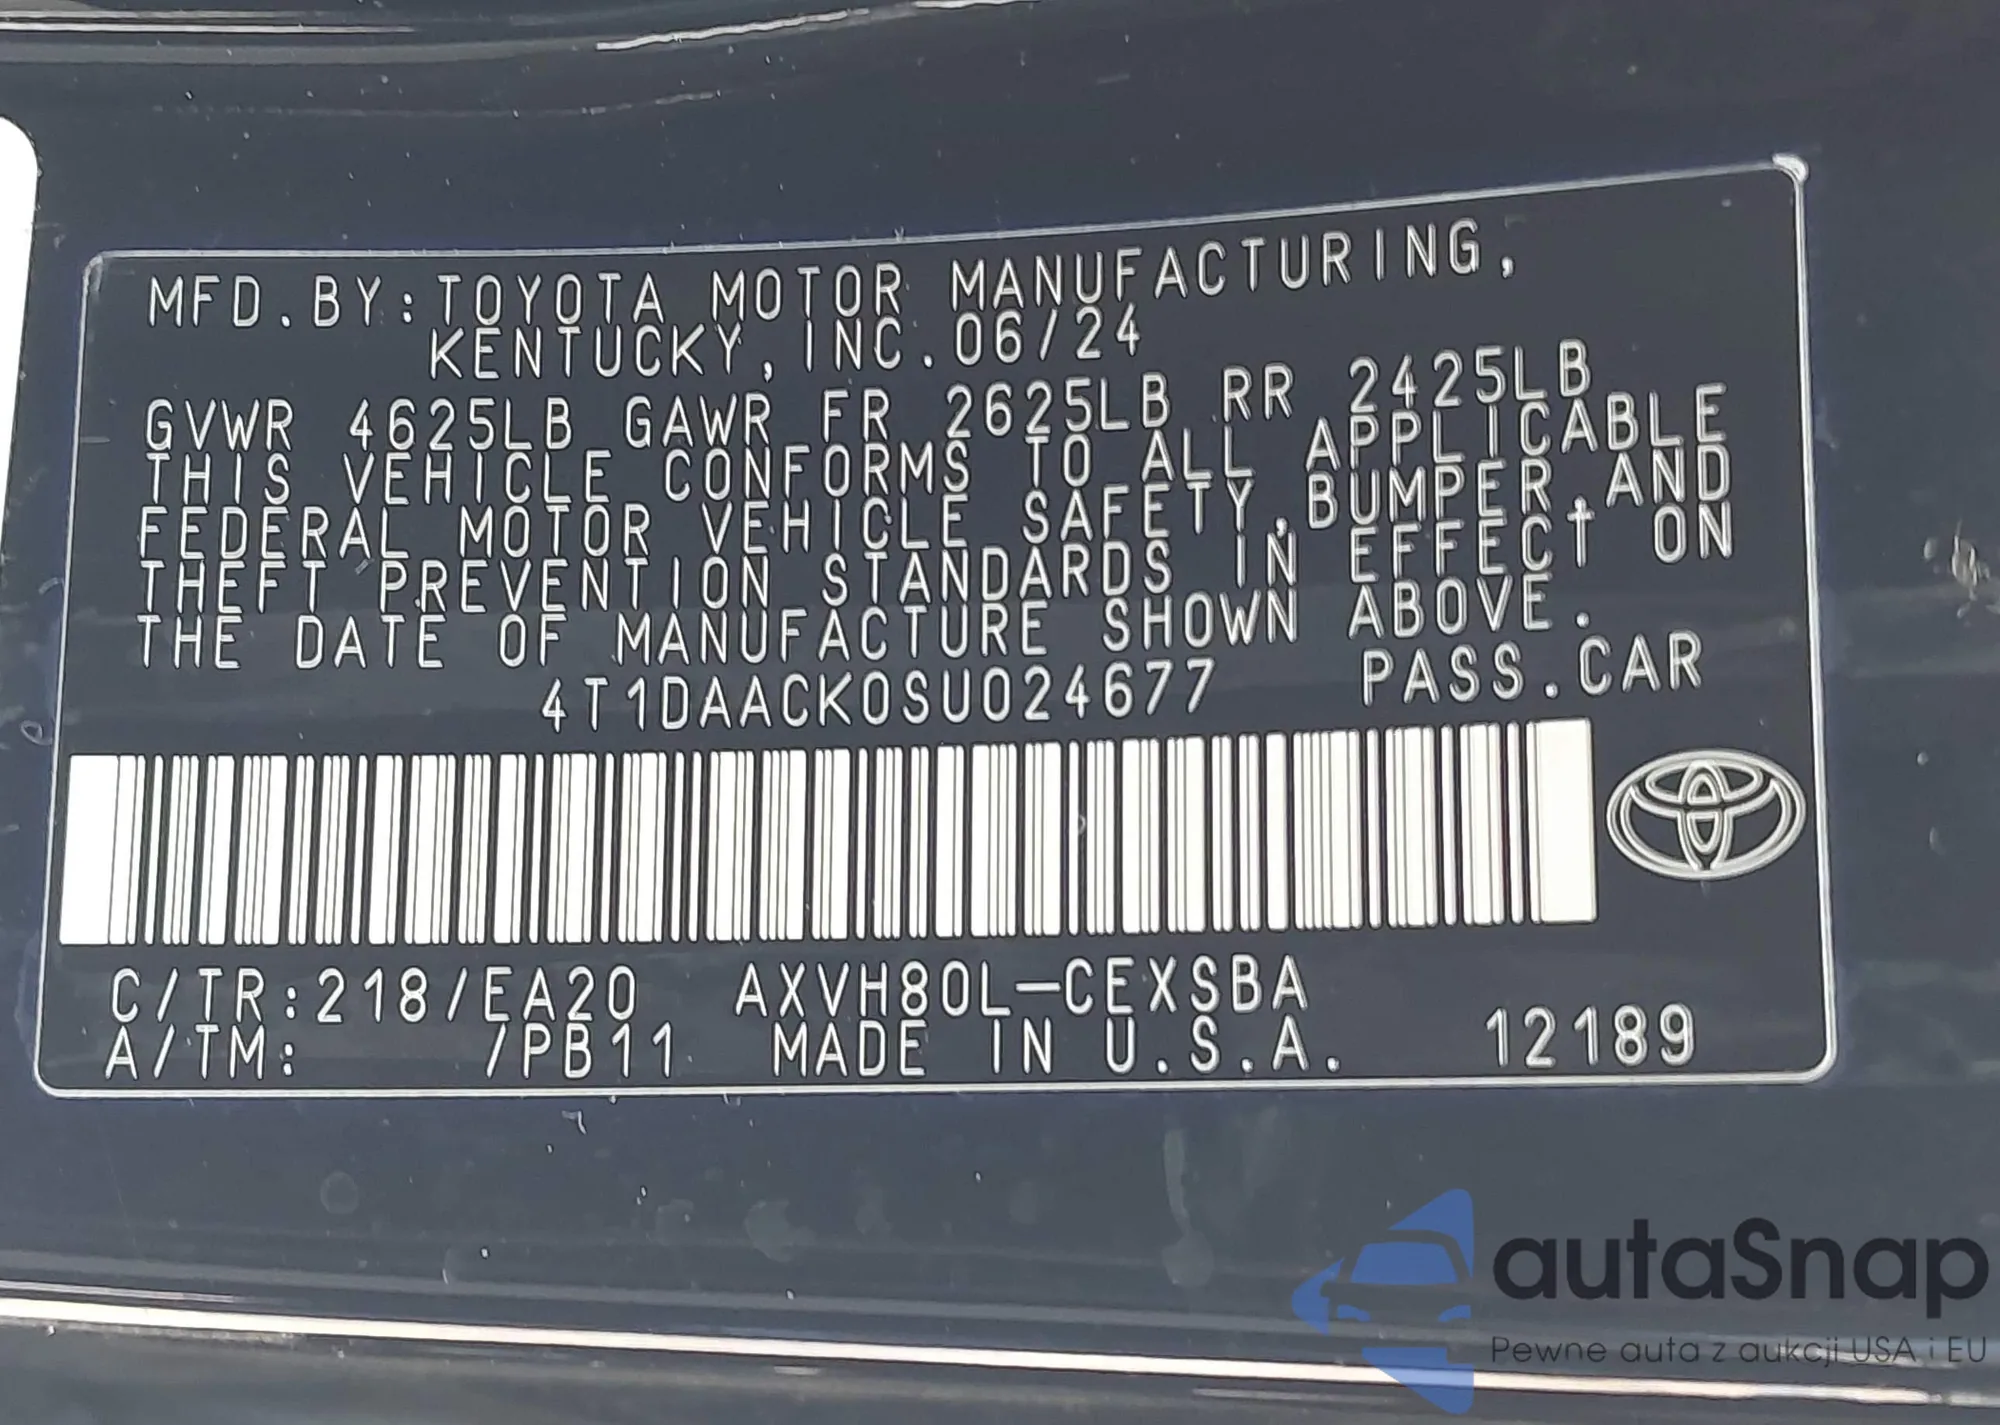 MFD.BY:TOYOTA MOTOR MANUFACTURING,
KENTUCKY, INC. 06/24
GVWR 4625LB GAWR FR 2625LB RR 2425LB
THIS VEHICLE CONFORMS TO ALL APPLICABLE
FEDERAL MOTOR VEHICLE SAFETY,BUMPER,AND
THEFT PREVENTION STANDARDS IN EFFECT ON
THE DATE OF MANUFACTURE SHOWN ABOVE.
4T1DAACK0SU024677 PASS.CAR
C/TR:218/EA20 AXVH80L-CEXSBA
A/TM: /PB11 MADE IN U.S.A. 12189
autaSnap
Pewne auta z aukcji USA i EU